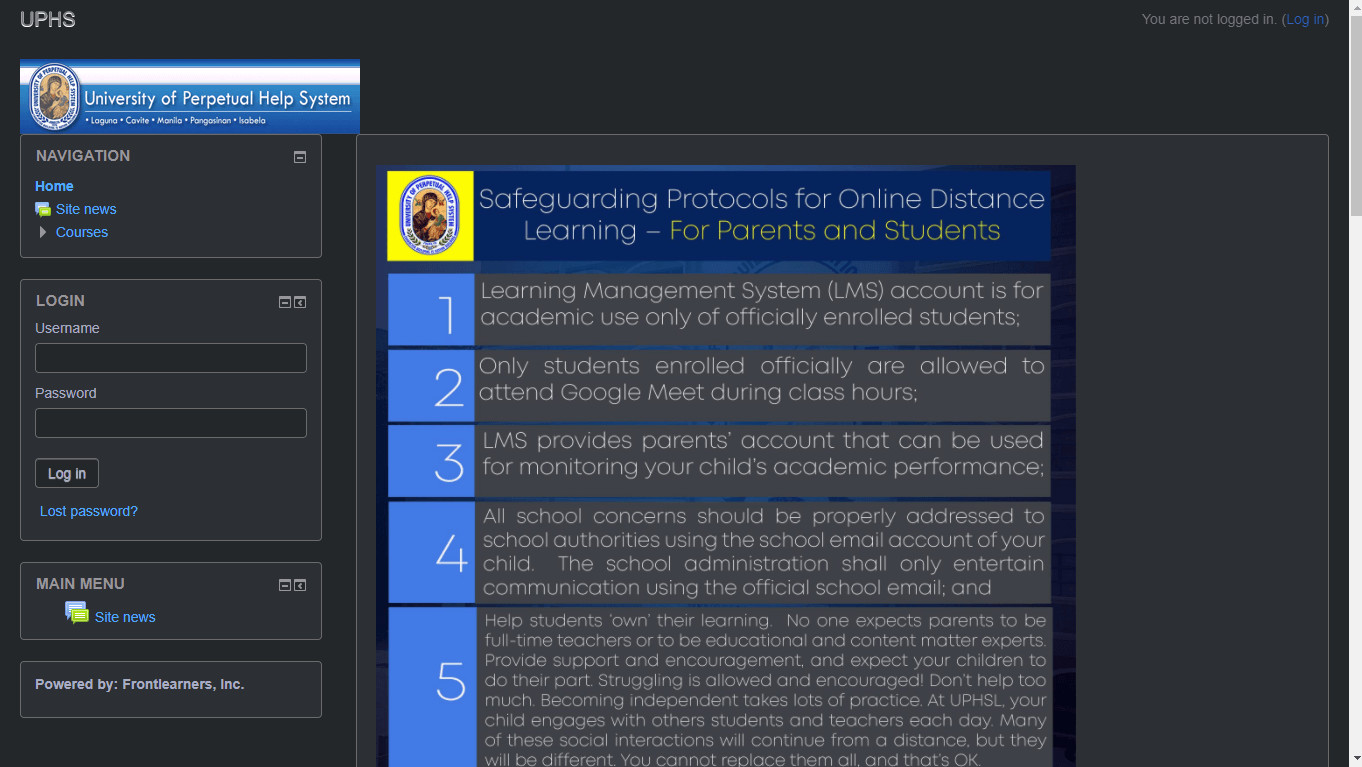 UPHS
You are not logged in. (Log in)
University of Perpetual Help System
• Laguna • Cavite • Manila • Pangasinan • Isabela
NAVIGATION
Home
Site news
Courses
LOGIN
Username
Password
Log in
Lost password?
MAIN MENU
Site news
Powered by: Frontlearners, Inc.
Safeguarding Protocols for Online Distance
Learning – For Parents and Students
1
Learning Management System (LMS) account is for
academic use only of officially enrolled students;
2
Only students enrolled officially are allowed to
attend Google Meet during class hours;
3
LMS provides parents’ account that can be used
for monitoring your child’s academic performance;
4
All school concerns should be properly addressed to
school authorities using the school email account of your
child. The school administration shall only entertain
communication using the official school email; and
5
Help students ‘own’ their learning. No one expects parents to be
full-time teachers or to be educational and content matter experts.
Provide support and encouragement, and expect your children to
do their part. Struggling is allowed and encouraged! Don’t help too
much. Becoming independent takes lots of practice. At UPHSL, your
child engages with others students and teachers each day. Many
of these social interactions will continue from a distance, but they
will be different. You cannot replace them all, and that’s OK.